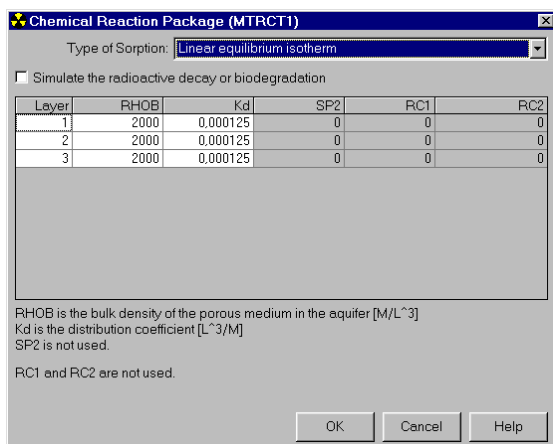 Chemical Reaction Package (MTRCT1)
Type of Sorption: Linear equilibrium isotherm
Simulate the radioactive decay or biodegradation
Layer RHOB Kd SP2 RC1 RC2
1 2000 0,000125 0 0 0
2 2000 0,000125 0 0 0
3 2000 0,000125 0 0 0
RHOB is the bulk density of the porous medium in the aquifer [M/L^3]
Kd is the distribution coefficient [L^3/M]
SP2 is not used.
RC1 and RC2 are not used.
OK Cancel Help